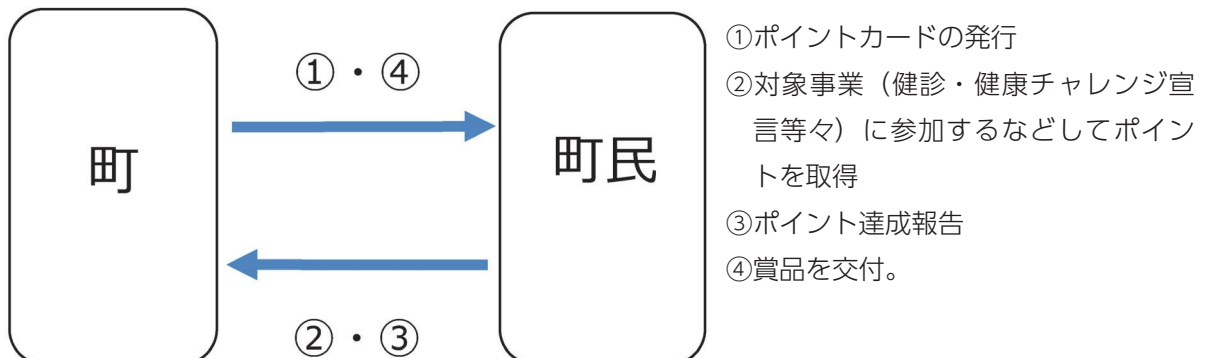 ①・④
町
町民
②・③
①ポイントカードの発行
②対象事業（健診・健康チャレンジ宣
言等々）に参加するなどしてポイン
トを取得
③ポイント達成報告
④賞品を交付。